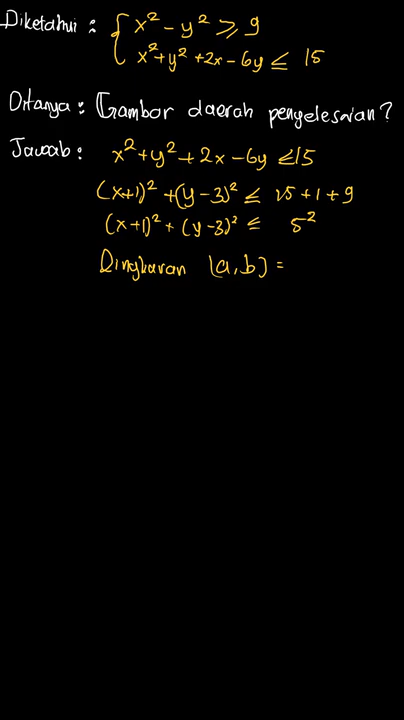 Diketahui : { x² - y² ≥ 9
x² + y² + 2x - 6y ≤ 15
Ditanya : Gambar daerah penyelesaian?
Jawab : x² + y² + 2x - 6y ≤ 15
(x+1)² + (y-3)² ≤ 15 + 1 + 9
(x+1)² + (y-3)² ≤ 5²
Lingkaran (a,b) =